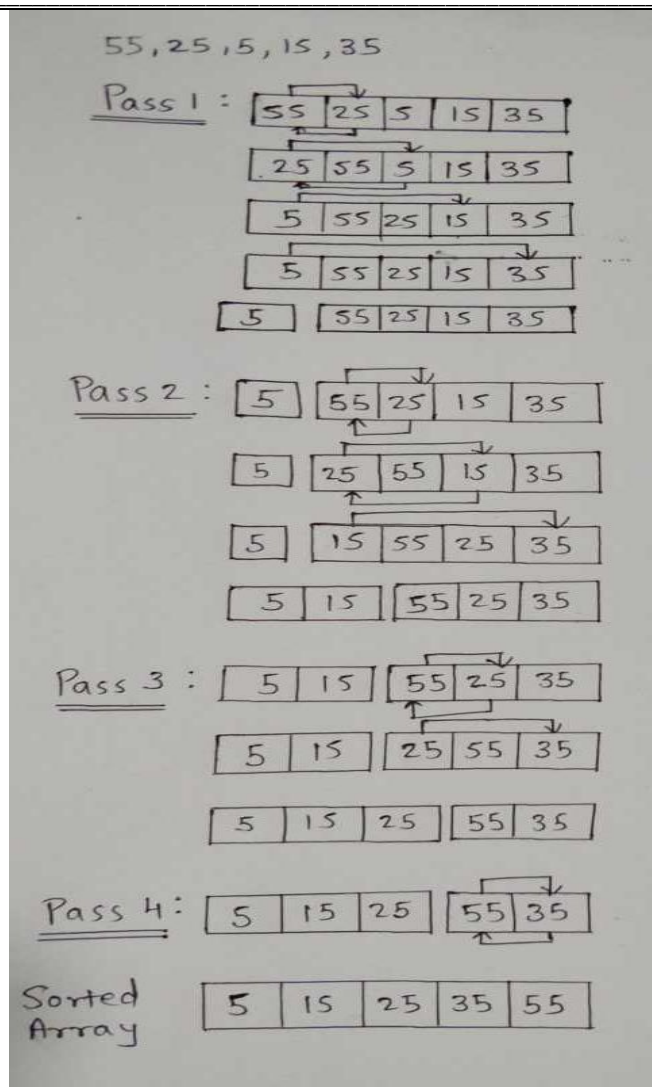 55, 25, 5, 15, 35
Pass 1 : 55 25 5 15 35
25 55 5 15 35
5 55 25 15 35
5 55 25 15 35
5 55 25 15 35
Pass 2 : 5 55 25 15 35
5 25 55 15 35
5 15 55 25 35
5 15 55 25 35
Pass 3 : 5 15 55 25 35
5 15 25 55 35
5 15 25 55 35
Pass 4 : 5 15 25 55 35
Sorted Array 5 15 25 35 55